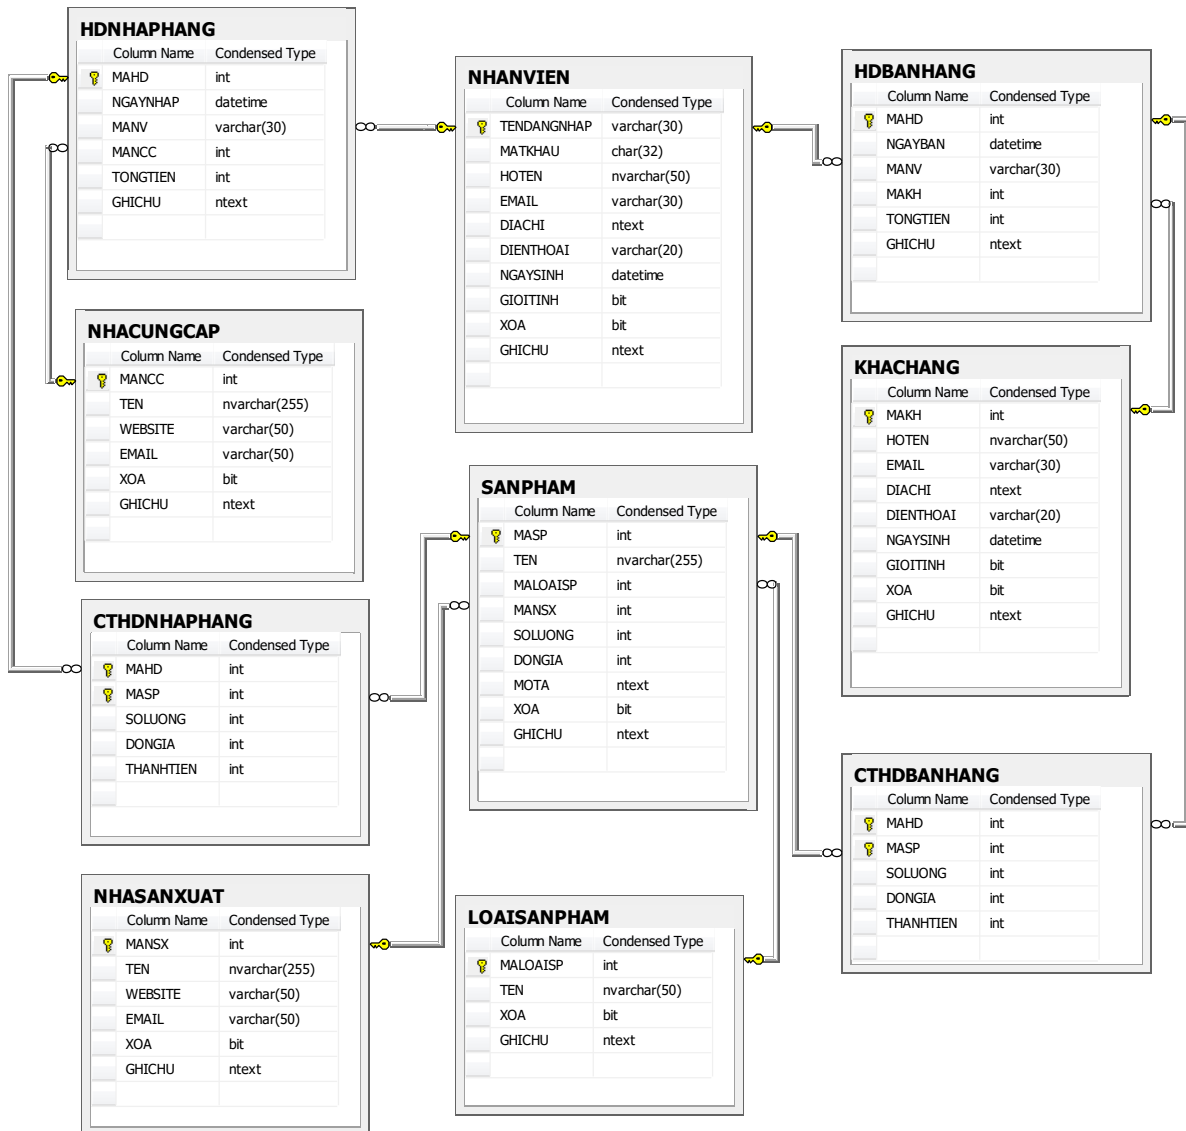 HDNHAPHANG
Column Name Condensed Type
MAHD int
NGAYNHAP datetime
MANV varchar(30)
MANCC int
TONGTIEN int
GHICHU ntext
NHANVIEN
Column Name Condensed Type
TENDANGNHAP varchar(30)
MATKHAU char(32)
HOTEN nvarchar(50)
EMAIL varchar(30)
DIACHI ntext
DIENTHOAI varchar(20)
NGAYSINH datetime
GIOITINH bit
XOA bit
GHICHU ntext
HDBANHANG
Column Name Condensed Type
MAHD int
NGAYBAN datetime
MANV varchar(30)
MAKH int
TONGTIEN int
GHICHU ntext
NHACUNGCAP
Column Name Condensed Type
MANCC int
TEN nvarchar(255)
WEBSITE varchar(50)
EMAIL varchar(50)
XOA bit
GHICHU ntext
KHACHANG
Column Name Condensed Type
MAKH int
HOTEN nvarchar(50)
EMAIL varchar(30)
DIACHI ntext
DIENTHOAI varchar(20)
NGAYSINH datetime
GIOITINH bit
XOA bit
GHICHU ntext
SANPHAM
Column Name Condensed Type
MASP int
TEN nvarchar(255)
MALOAISP int
MANSX int
SOLUONG int
DONGIA int
MOTA ntext
XOA bit
GHICHU ntext
CTHDNHAPHANG
Column Name Condensed Type
MAHD int
MASP int
SOLUONG int
DONGIA int
THANHTIEN int
CTHDBANHANG
Column Name Condensed Type
MAHD int
MASP int
SOLUONG int
DONGIA int
THANHTIEN int
NHASANXUAT
Column Name Condensed Type
MANSX int
TEN nvarchar(255)
WEBSITE varchar(50)
EMAIL varchar(50)
XOA bit
GHICHU ntext
LOAISANPHAM
Column Name Condensed Type
MALOAISP int
TEN nvarchar(50)
XOA bit
GHICHU ntext